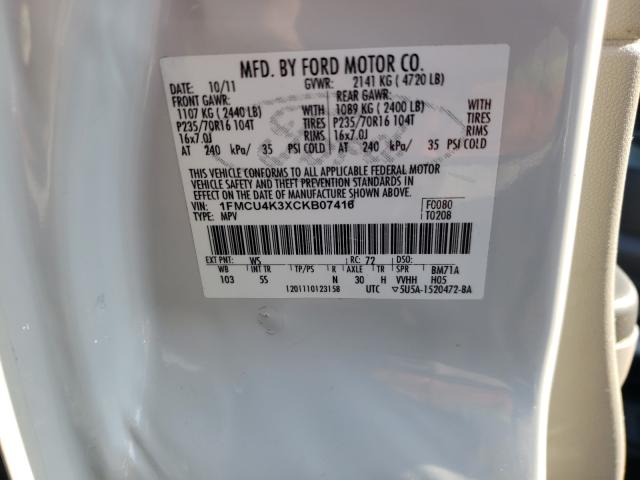 MFD. BY FORD MOTOR CO.
DATE: 10/11 GVWR: 2141 KG ( 4720 LB)
FRONT GAWR: REAR GAWR:
1107 KG ( 2440 LB) WITH 1089 KG ( 2400 LB) WITH
P235/70R16 104T TIRES P235/70R16 104T TIRES
16x7.0J RIMS 16x7.0J RIMS
AT 240 kPa/ 35 PSI COLD AT 240 kPa/ 35 PSI COLD
THIS VEHICLE CONFORMS TO ALL APPLICABLE FEDERAL MOTOR
VEHICLE SAFETY AND THEFT PREVENTION STANDARDS IN
EFFECT ON THE DATE OF MANUFACTURE SHOWN ABOVE.
VIN: 1FMCU4K3XCKB07416 F0080
TYPE: MPV T0208
EXT PNT: WS RC: 72 DSO:
WB INT TR TP/PS R AXLE TR SPR BM71A
103 5S N 30 H VVHH H05
1201110123158 UTC ▽5U5A-1520472-BA